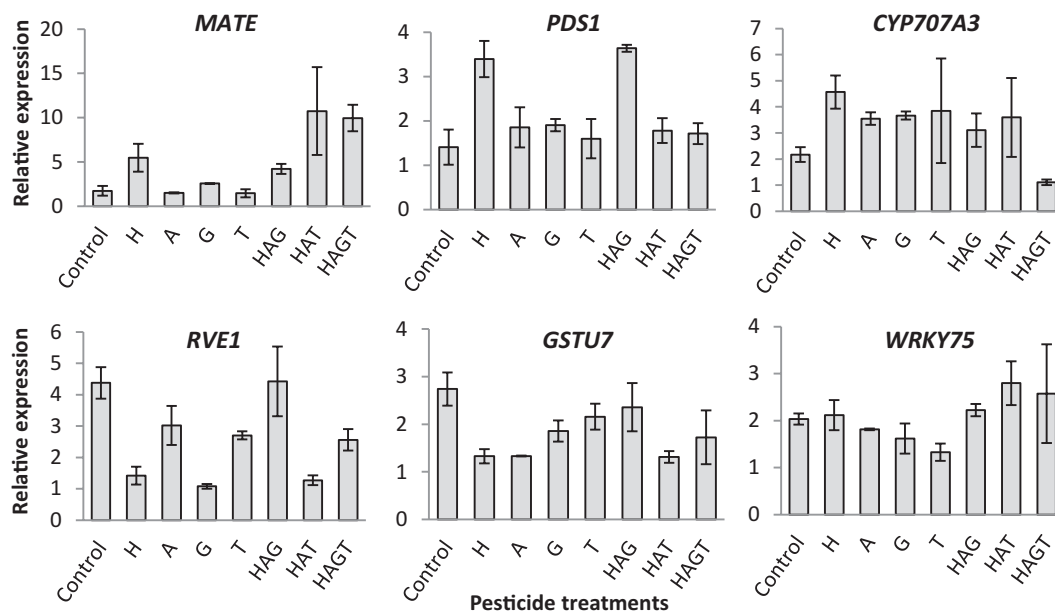 MATE
Relative expression
20
15
10
5
0
Control H A G T HAG HAT HAGT
PDS1
4
3
2
1
0
Control H A G T HAG HAT HAGT
CYP707A3
7
6
5
4
3
2
1
0
Control H A G T HAG HAT HAGT
RVE1
Relative expression
6
5
4
3
2
1
0
Control H A G T HAG HAT HAGT
GSTU7
4
3
2
1
0
Control H A G T HAG HAT HAGT
WRKY75
4
3
2
1
0
Control H A G T HAG HAT HAGT
Pesticide treatments